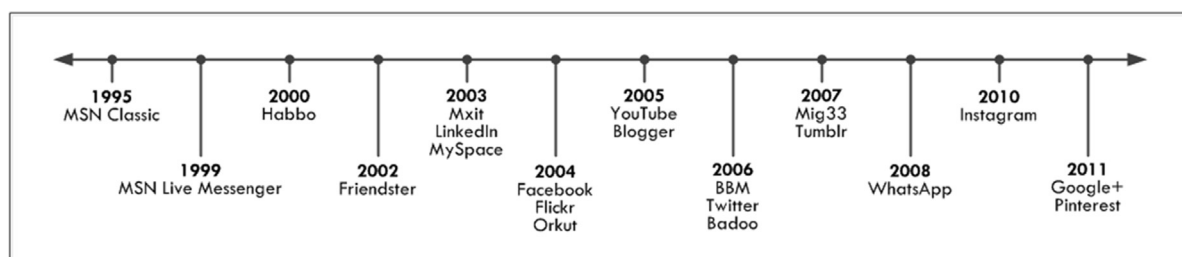 1995
MSN Classic
1999
MSN Live Messenger
2000
Habbo
2002
Friendster
2003
Mxit
LinkedIn
MySpace
2004
Facebook
Flickr
Orkut
2005
YouTube
Blogger
2006
BBM
Twitter
Badoo
2007
Mig33
Tumblr
2008
WhatsApp
2010
Instagram
2011
Google+
Pinterest